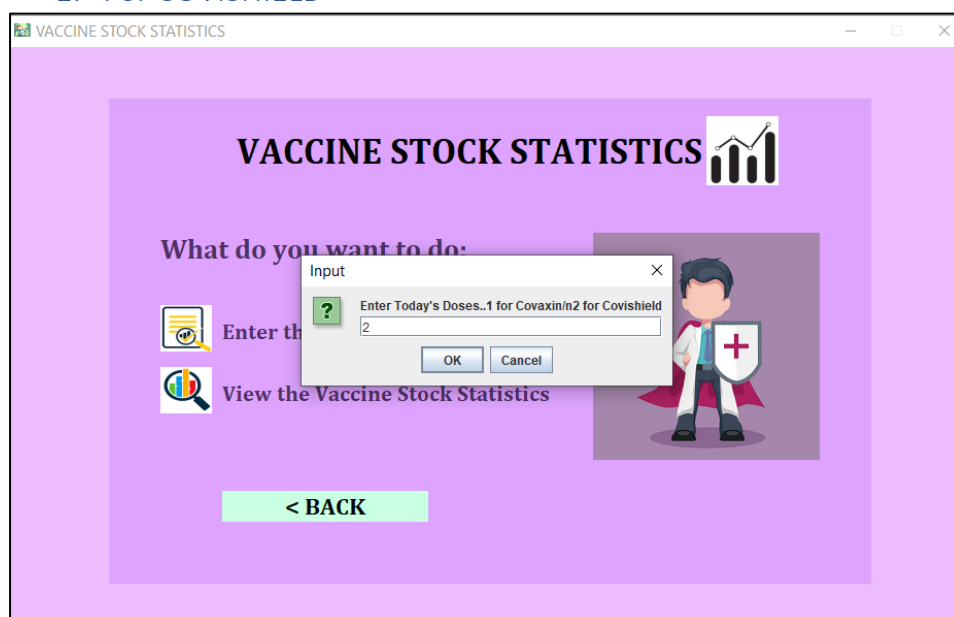 VACCINE STOCK STATISTICS
VACCINE STOCK STATISTICS
What do you want to do:
Input
Enter Today's Doses..1 for Covaxin/n2 for Covishield
2
OK Cancel
Enter th
View the Vaccine Stock Statistics
< BACK